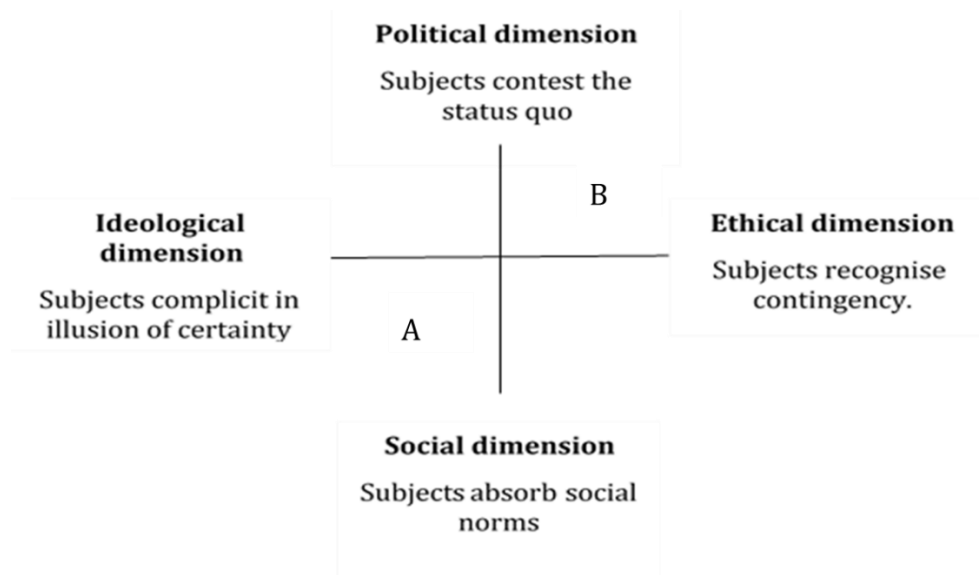 Political dimension
Subjects contest the
status quo
B
Ideological
dimension
Subjects complicit in
illusion of certainty
Ethical dimension
Subjects recognise
contingency.
A
Social dimension
Subjects absorb social
norms